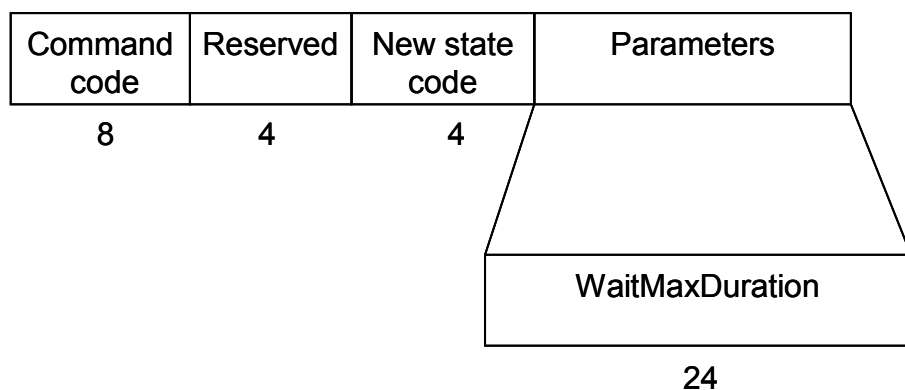 Command code
Reserved
New state code
Parameters
8
4
4
WaitMaxDuration
24